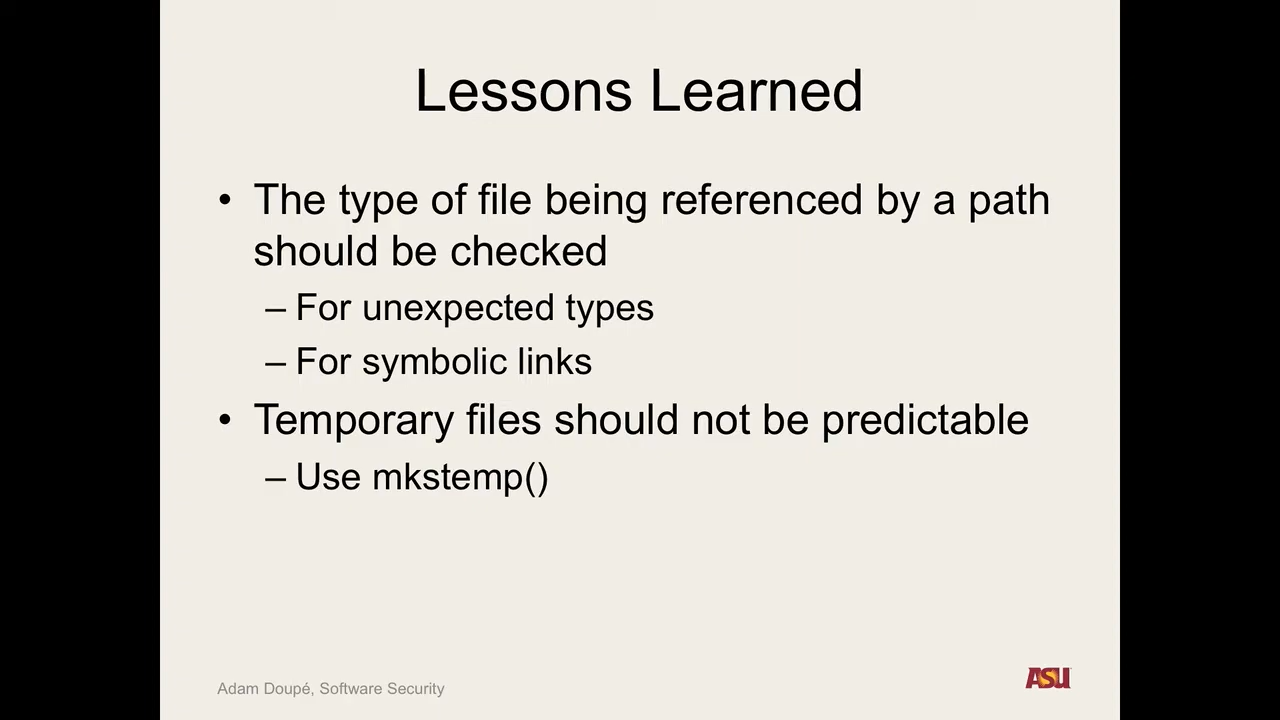 Lessons Learned
• The type of file being referenced by a path
should be checked
– For unexpected types
– For symbolic links
• Temporary files should not be predictable
– Use mkstemp()
Adam Doupé, Software Security
ASU